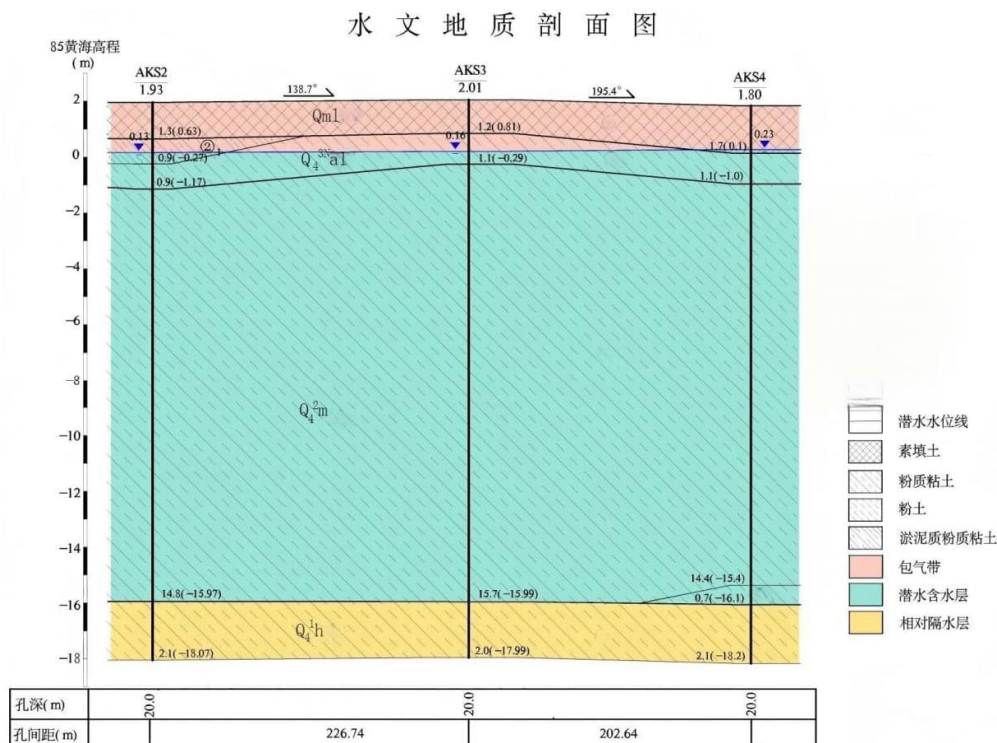 水文地质剖面图
85黄海高程
(m)
AKS2
1.93
138.7°
AKS3
2.01
195.4°
AKS4
1.80
2
Qml
0.13
1.3(0.63)
②
0.16
1.2(0.81)
1.7(0.1)
0.23
0
0.9(-0.27)
1.1(-0.29)
0.9(-1.17)
1.1(-1.0)
-2
-4
-6
-8
Q₄²m
-10
-12
-14
14.4(-15.4)
14.8(-15.97)
15.7(-15.99)
0.7(-16.1)
-16
Q₄¹h
2.1(-18.07)
2.0(-17.99)
2.1(-18.2)
-18
潜水水位线
素填土
粉质粘土
粉土
淤泥质粉质粘土
包气带
潜水含水层
相对隔水层
孔深(m) 20.0 20.0 20.0
孔间距(m) 226.74 202.64